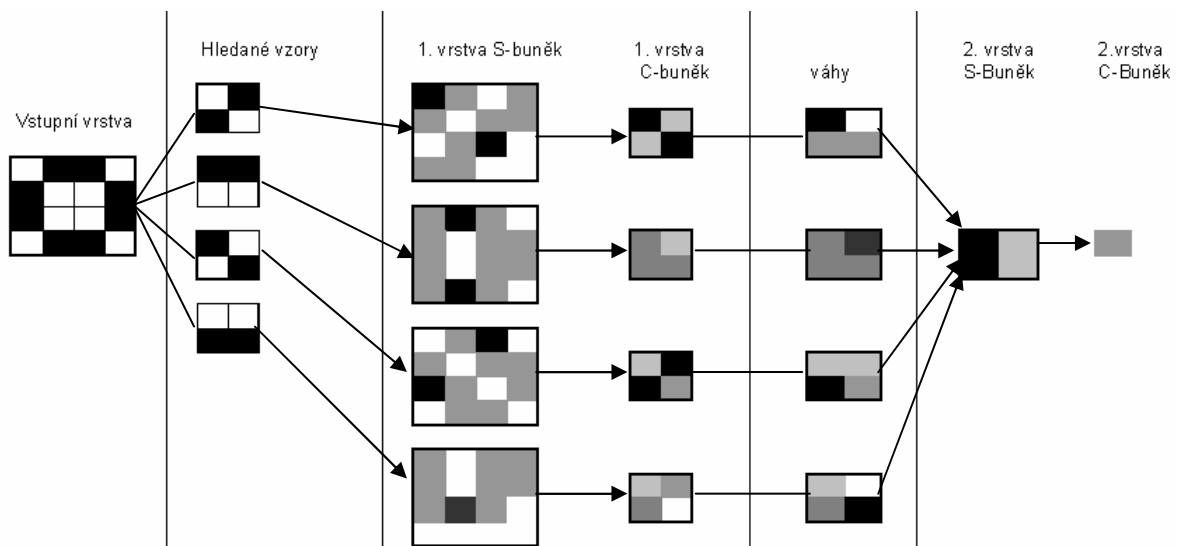 Vstupní vrstva
Hledané vzory
1. vrstva S-buněk
1. vrstva
C-buněk
váhy
2. vrstva
S-Buněk
2.vrstva
C-Buněk